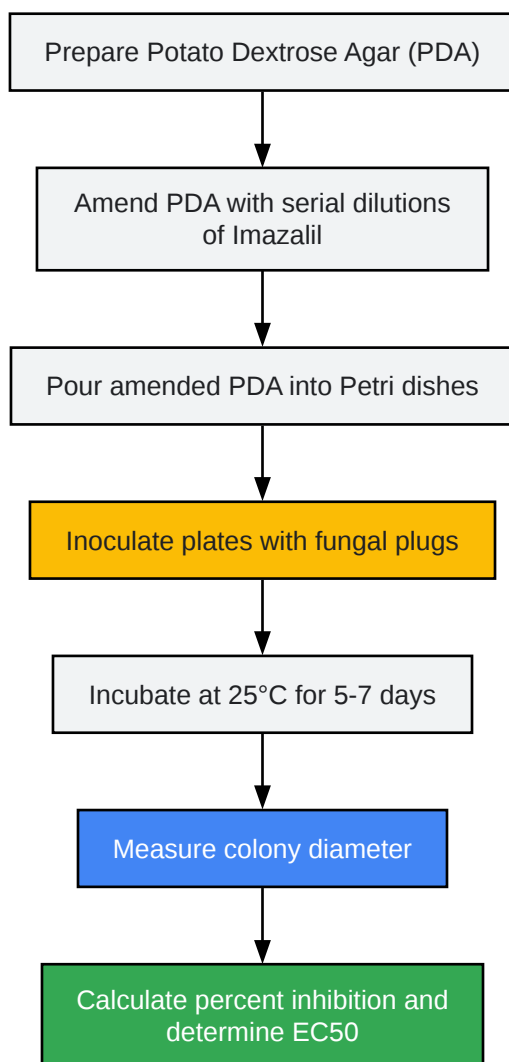 Prepare Potato Dextrose Agar (PDA)
Amend PDA with serial dilutions
of Imazalil
Pour amended PDA into Petri dishes
Inoculate plates with fungal plugs
Incubate at 25°C for 5-7 days
Measure colony diameter
Calculate percent inhibition and
determine EC50